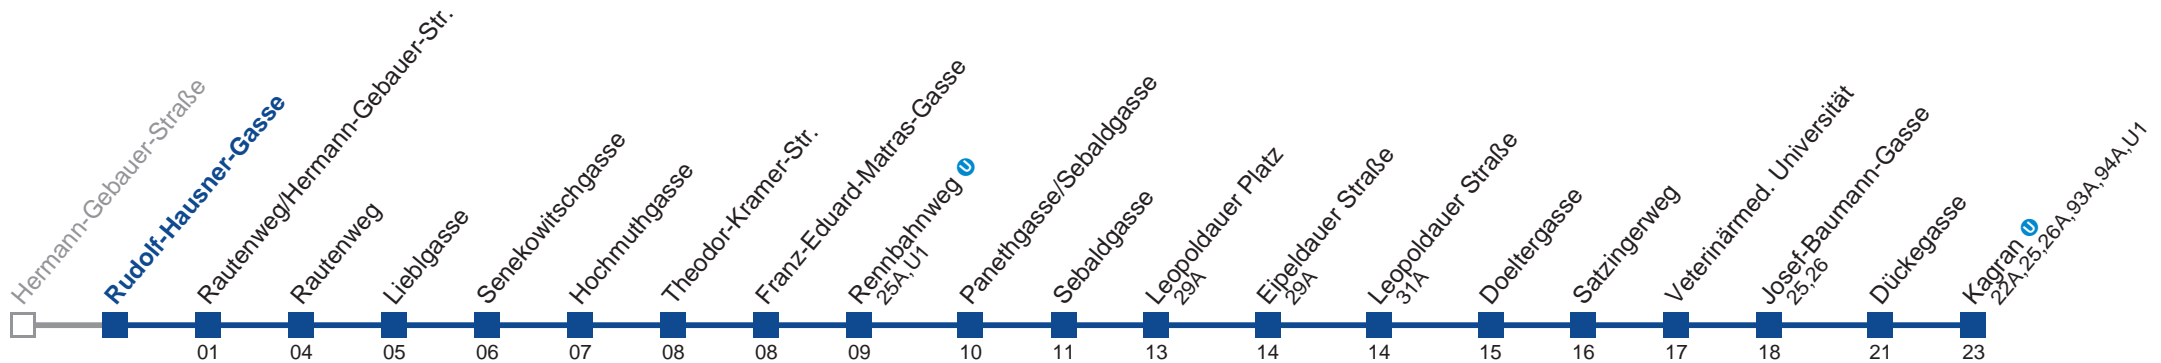 Hermann-Gebauer-Straße
Rudolf-Hausner-Gasse
Rautenweg/Hermann-Gebauer-Str.
Rautenweg
Lieblgasse
Senekowitschgasse
Hochmuthgasse
Theodor-Kramer-Str.
Franz-Eduard-Matras-Gasse
Rennbahnweg U
25A,U1
Panethgasse/Sebaldgasse
Sebaldgasse
Leopoldauer Platz
29A
Eipeldauer Straße
29A
Leopoldauer Straße
31A
Doeltergasse
Satzingerweg
Veterinärmed. Universität
Josef-Baumann-Gasse
25,26
Dückegasse
Kagran U
22A,25,26A,93A,94A,U1
01 04 05 06 07 08 08 09 10 11 13 14 14 15 16 17 18 21 23